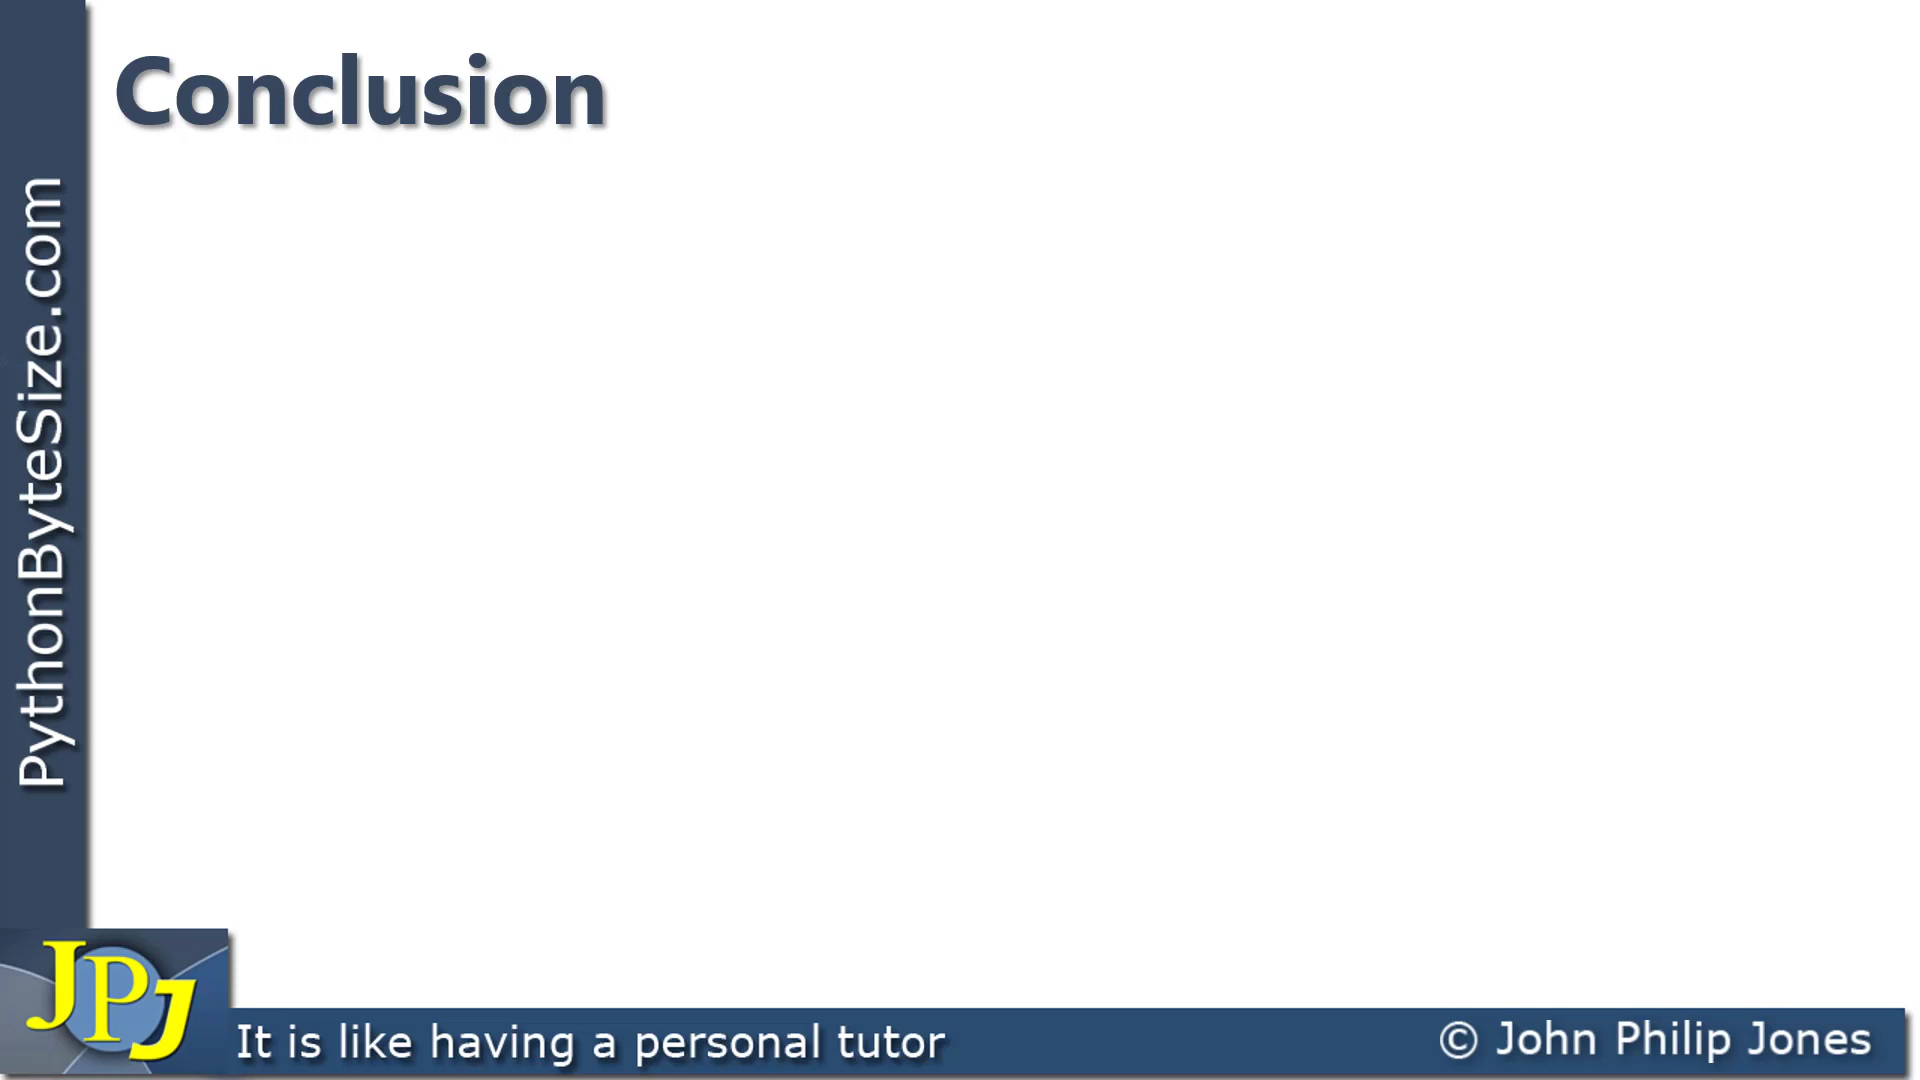 Conclusion
PythonByteSize.com
JPJ
It is like having a personal tutor
© John Philip Jones